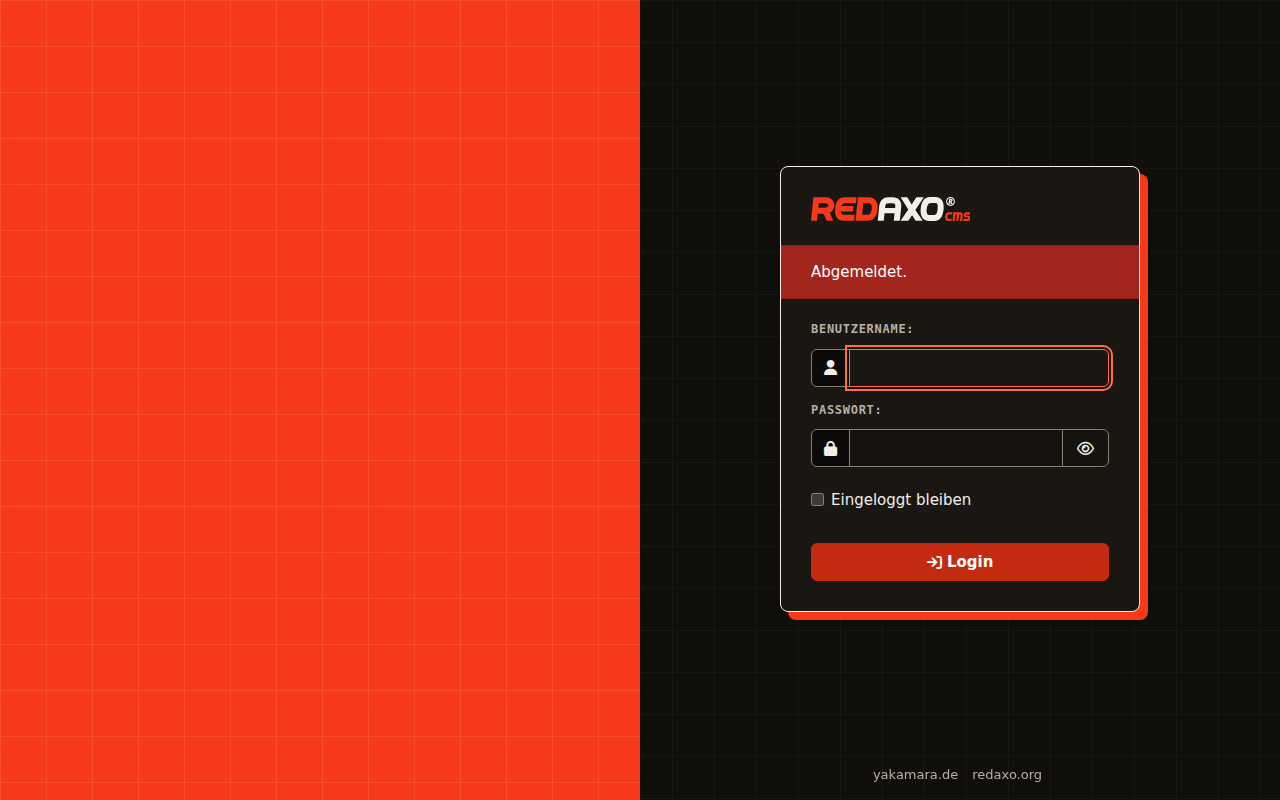 REDAXO® cms
Abgemeldet.
BENUTZERNAME:
PASSWORT:
Eingeloggt bleiben
Login
yakamara.de redaxo.org